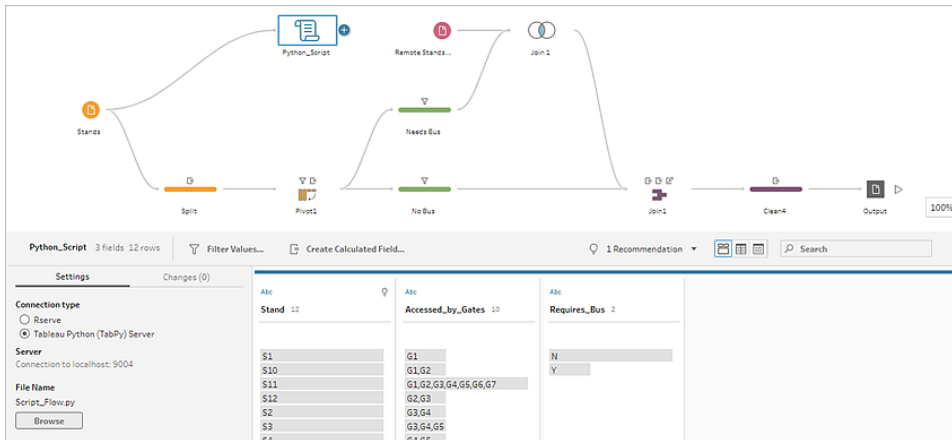 Python_Script
Remote Stands...
Join 1
Stands
Needs Bus
Split
Pivot1
No Bus
Join1
Clean4
Output
100%
Python_Script 3 fields 12 rows Filter Values... Create Calculated Field... 1 Recommendation Search
Settings Changes (0)
Connection type
Rserve
Tableau Python (TabPy) Server
Server
Connection to localhost: 9004
File Name
Script_Flow.py
Browse
Abc Abc Abc
Stand 12 Accessed_by_Gates 10 Requires_Bus 2
S1 G1 N
S10 G1,G2 Y
S11 G1,G2,G3,G4,G5,G6,G7
S12 G2,G3
S2 G3,G4
S3 G3,G4,G5
S4 G4,G5